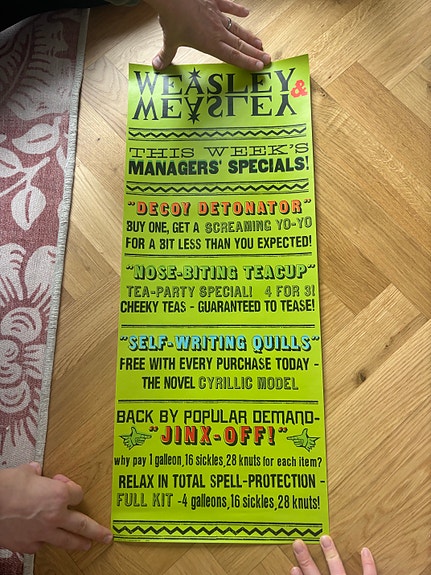 WEASLEY
&
WEASLEY
THIS WEEK'S
MANAGERS' SPECIALS!
"DECOY DETONATOR"
BUY ONE, GET A SCREAMING YO-YO
FOR A BIT LESS THAN YOU EXPECTED!
"NOSE-BITING TEACUP"
TEA-PARTY SPECIAL! 4 FOR 3!
CHEEKY TEAS - GUARANTEED TO TEASE!
"SELF-WRITING QUILLS"
FREE WITH EVERY PURCHASE TODAY -
THE NOVEL CYRILLIC MODEL
BACK BY POPULAR DEMAND-
"JINX-OFF!"
why pay 1 galleon,16 sickles,28 knuts for each item?
RELAX IN TOTAL SPELL-PROTECTION -
FULL KIT -4 galleons,16 sickles,28 knuts!